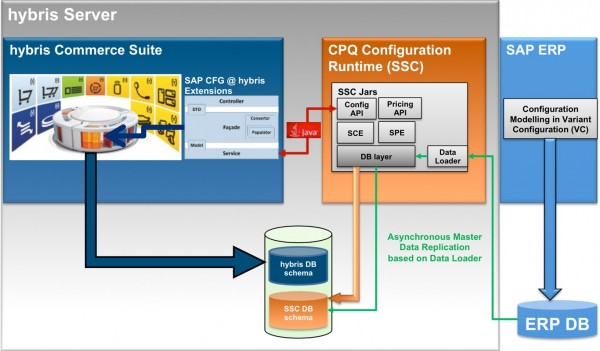 hybris Server
hybris Commerce Suite
SAP CFG @ hybris
Extensions
Controller
DTO
Convertor
Façade
Populator
Model
Service
Java
CPQ Configuration
Runtime (SSC)
SSC Jars
Config
API
Pricing
API
SCE
SPE
DB layer
Data
Loader
SAP ERP
Configuration
Modelling in Variant
Configuration (VC)
Asynchronous Master
Data Replication
based on Data Loader
hybris DB
schema
SSC DB
schema
ERP DB